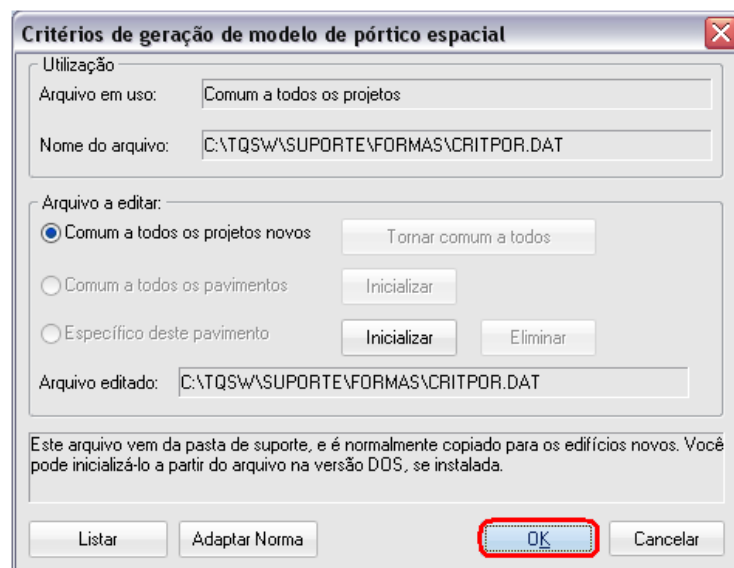 Critérios de geração de modelo de pórtico espacial
Utilização
Arquivo em uso: Comum a todos os projetos
Nome do arquivo: C:\TQSW\SUPORTE\FORMAS\CRITPOR.DAT
Arquivo a editar:
Comum a todos os projetos novos Tornar comum a todos
Comum a todos os pavimentos Inicializar
Específico deste pavimento Inicializar Eliminar
Arquivo editado: C:\TQSW\SUPORTE\FORMAS\CRITPOR.DAT
Este arquivo vem da pasta de suporte, e é normalmente copiado para os edifícios novos. Você
pode inicializá-lo a partir do arquivo na versão DOS, se instalada.
Listar Adaptar Norma OK Cancelar